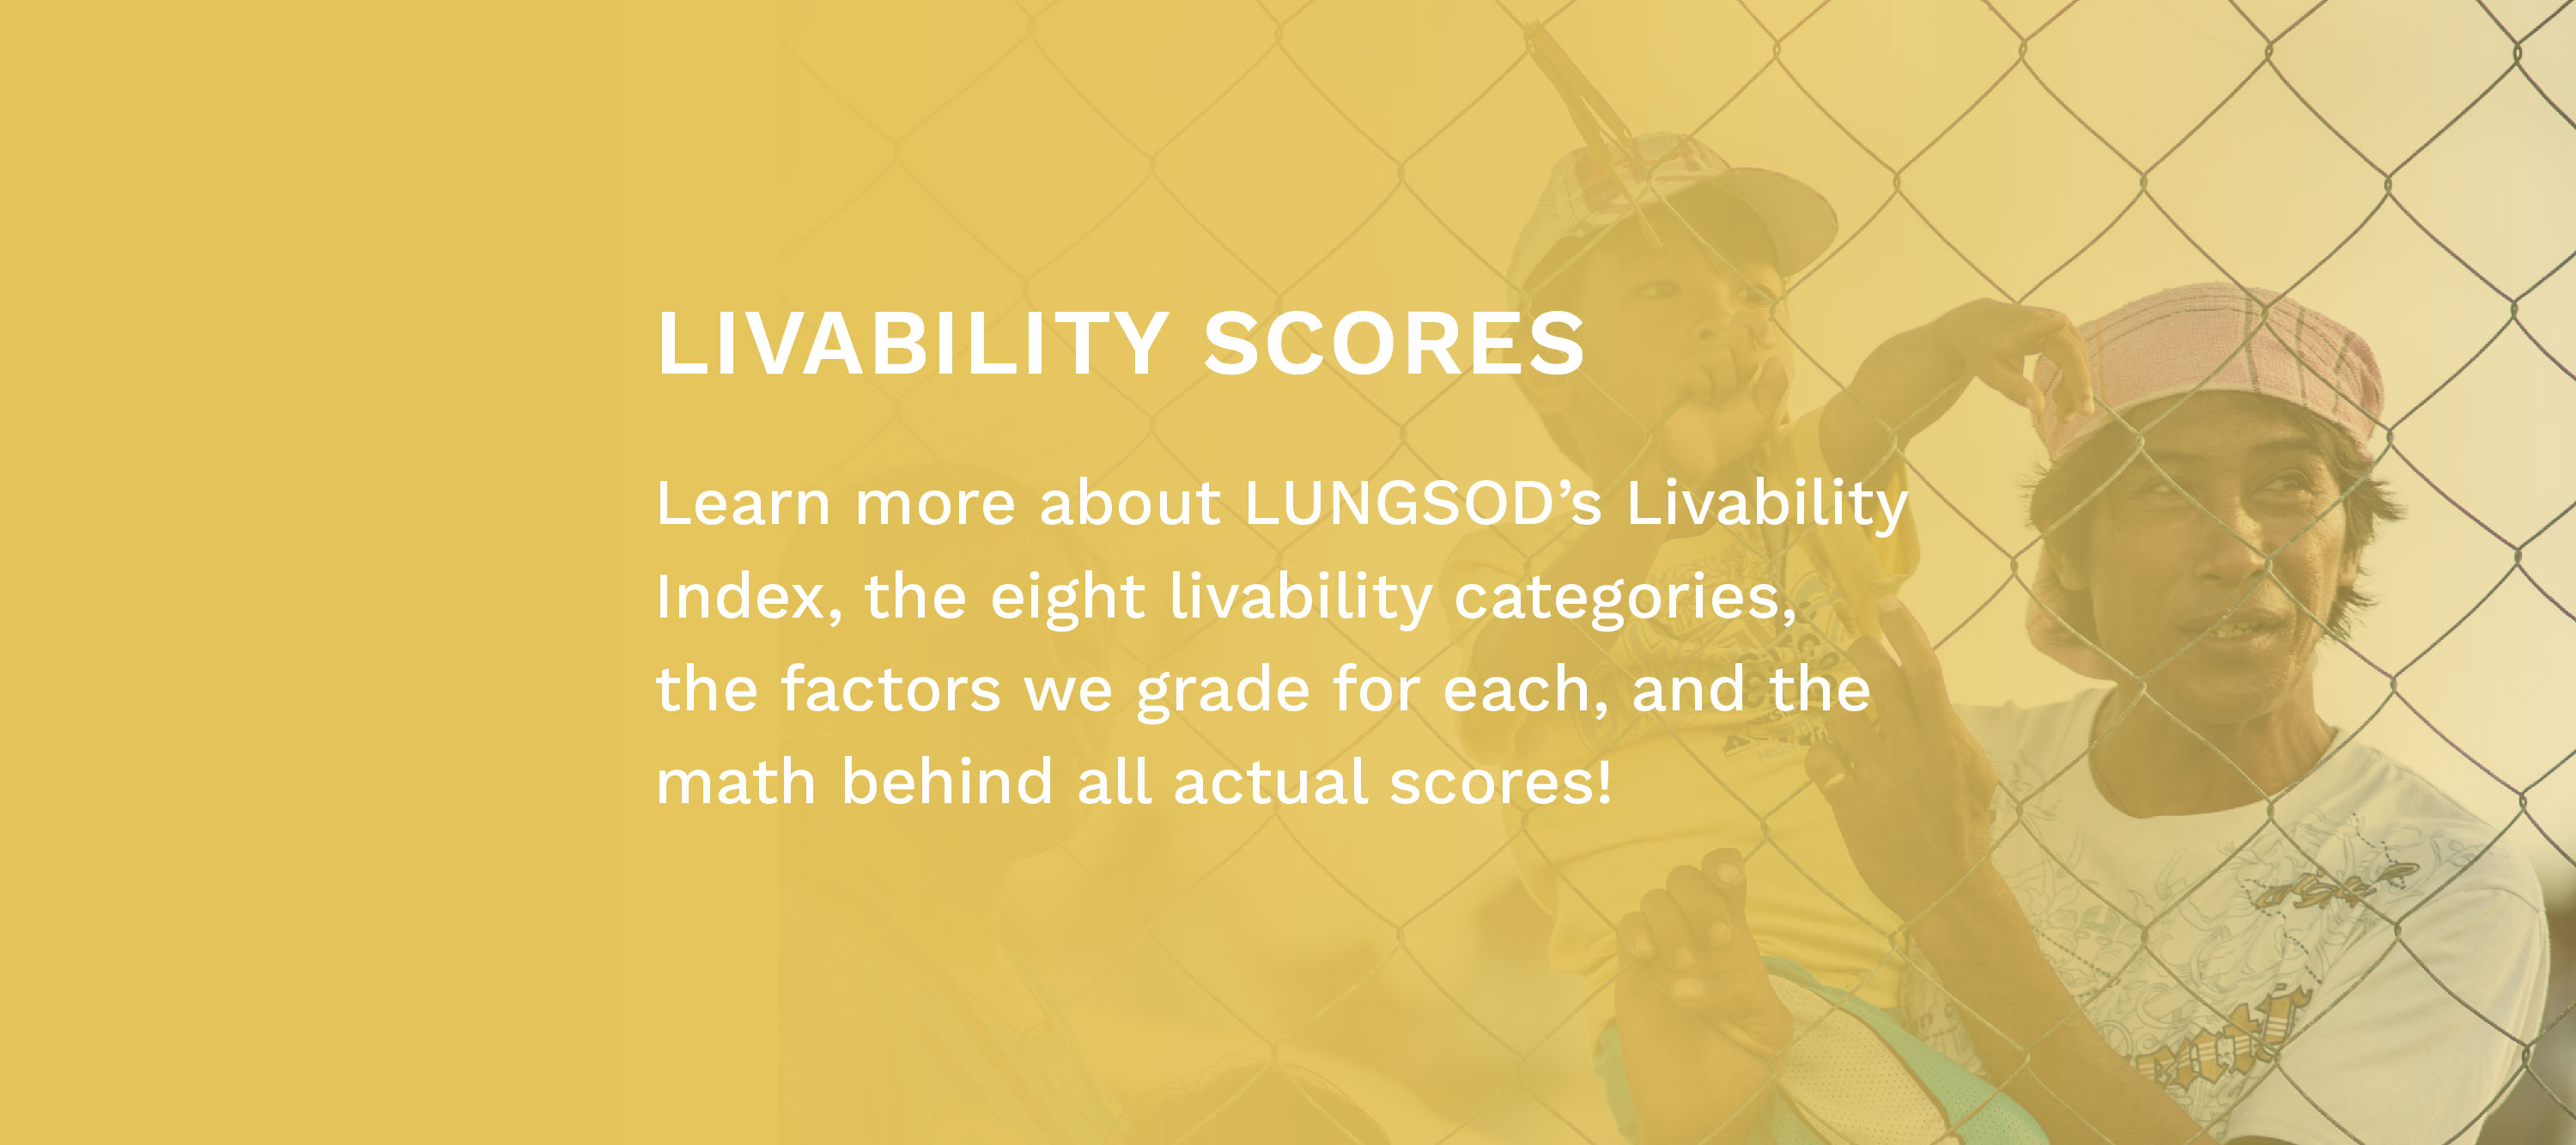 LIVABILITY SCORES
Learn more about LUNGSOD’s Livability
Index, the eight livability categories,
the factors we grade for each, and the
math behind all actual scores!